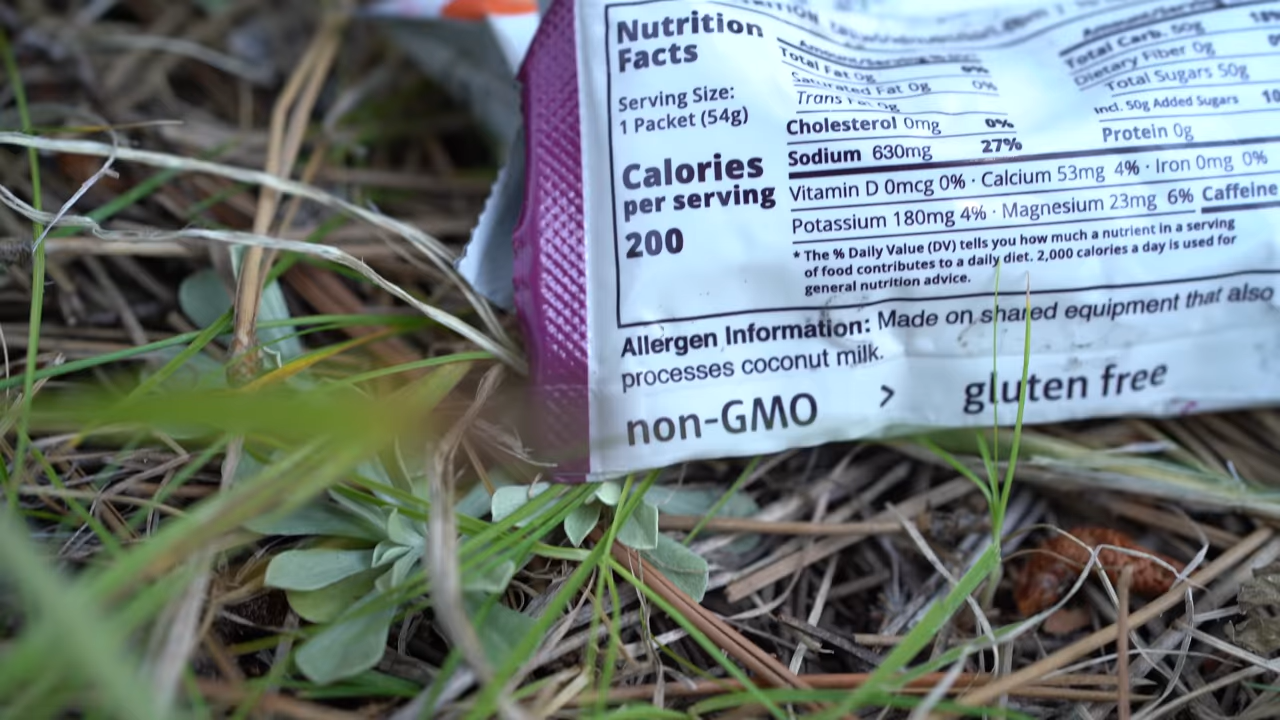 Nutrition
Facts
Serving Size:
1 Packet (54g)
Calories
per serving
200
Amount/Serving
Total Fat 0g 0%
Saturated Fat 0g 0%
Trans Fat 0g
Cholesterol 0mg 0%
Sodium 630mg 27%
Amount/Serving
Total Carb. 50g 18%
Dietary Fiber 0g
Total Sugars 50g
Incl. 50g Added Sugars 10
Protein 0g
Vitamin D 0mcg 0% · Calcium 53mg 4% · Iron 0mg 0%
Potassium 180mg 4% · Magnesium 23mg 6% Caffeine
* The % Daily Value (DV) tells you how much a nutrient in a serving
of food contributes to a daily diet. 2,000 calories a day is used for
general nutrition advice.
Allergen Information: Made on shared equipment that also
processes coconut milk.
non-GMO > gluten free